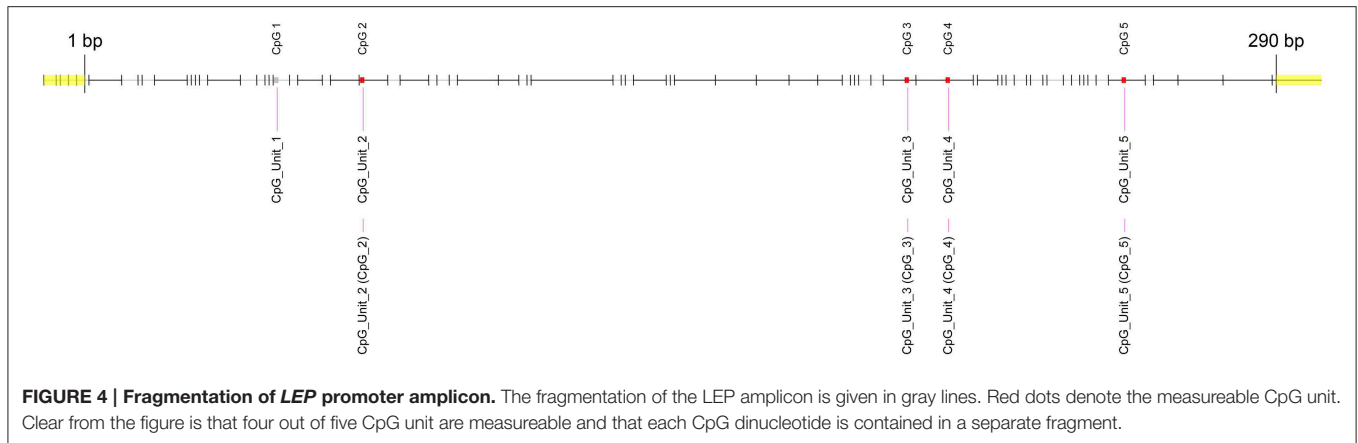 1 bp CpG 1 CpG 2 CpG 3 CpG 4 CpG 5 290 bp
CpG_Unit_1 CpG_Unit_2 CpG_Unit_3 CpG_Unit_4 CpG_Unit_5
CpG_Unit_2 (CpG_2) CpG_Unit_3 (CpG_3) CpG_Unit_4 (CpG_4) CpG_Unit_5 (CpG_5)
FIGURE 4 | Fragmentation of LEP promoter amplicon. The fragmentation of the LEP amplicon is given in gray lines. Red dots denote the measureable CpG unit.
Clear from the figure is that four out of five CpG unit are measureable and that each CpG dinucleotide is contained in a separate fragment.